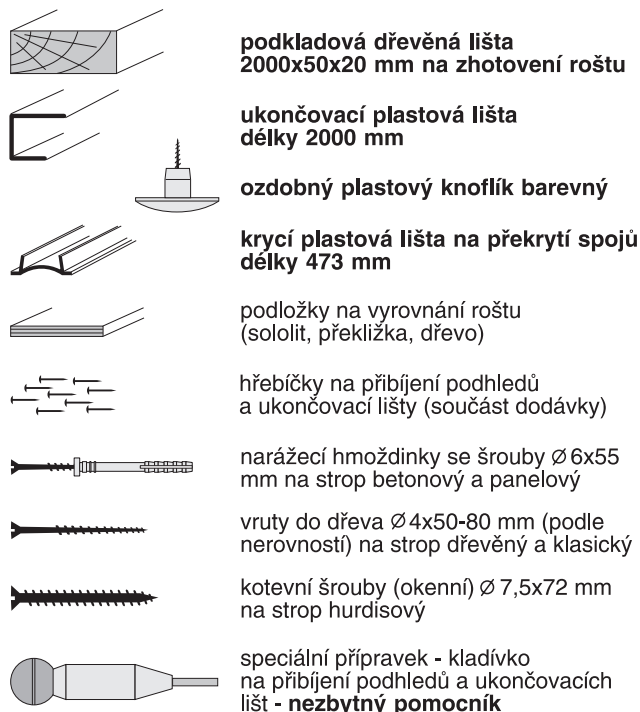 podkladová dřevěná lišta
2000x50x20 mm na zhotovení roštu
ukončovací plastová lišta
délky 2000 mm
ozdobný plastový knoflík barevný
krycí plastová lišta na překrytí spojů
délky 473 mm
podložky na vyrovnání roštu
(sololit, překližka, dřevo)
hřebíčky na přibíjení podhledů
a ukončovací lišty (součást dodávky)
narážecí hmoždinky se šrouby Ø 6x55
mm na strop betonový a panelový
vruty do dřeva Ø 4x50-80 mm (podle
nerovností) na strop dřevěný a klasický
kotevní šrouby (okenní) Ø 7,5x72 mm
na strop hurdisový
speciální přípravek - kladívko
na přibíjení podhledů a ukončovacích
lišt - nezbytný pomocník